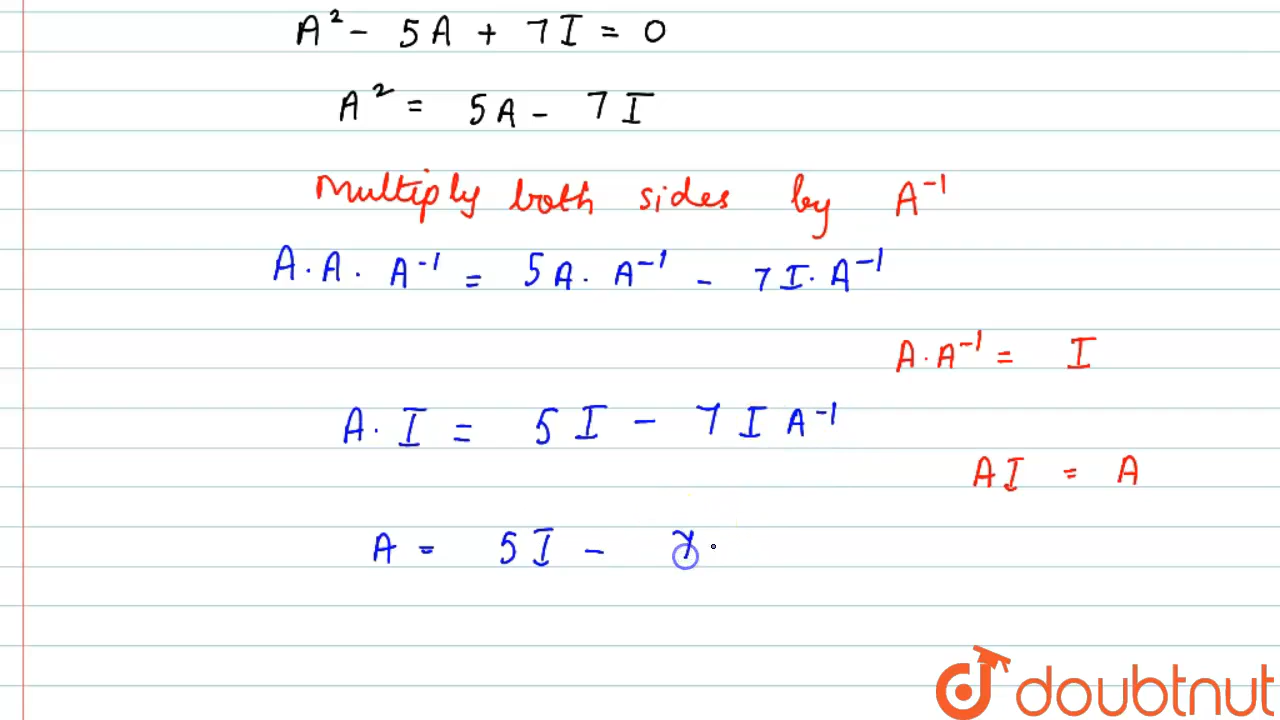 A² - 5A + 7I = 0
A² = 5A - 7I
Multiply both sides by A⁻¹
A.A. A⁻¹ = 5A. A⁻¹ - 7I. A⁻¹
A.A⁻¹ = I
A. I = 5I - 7I A⁻¹
AI = A
A = 5I - 7
doubtnut